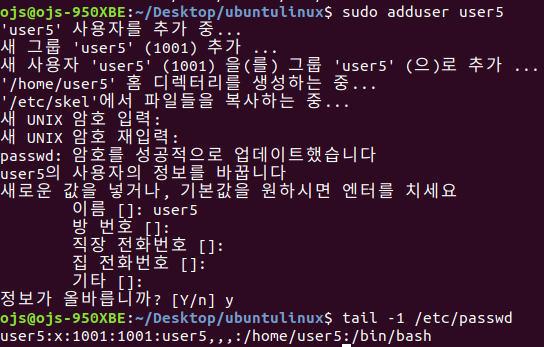 ojs@ojs-950XBE:~/Desktop/ubuntulinux$ sudo adduser user5
'user5' 사용자를 추가 중...
새 그룹 'user5' (1001) 추가 ...
새 사용자 'user5' (1001) 을(를) 그룹 'user5' (으)로 추가 ...
'/home/user5' 홈 디렉터리를 생성하는 중...
'/etc/skel'에서 파일들을 복사하는 중...
새 UNIX 암호 입력:
새 UNIX 암호 재입력:
passwd: 암호를 성공적으로 업데이트했습니다
user5의 사용자의 정보를 바꿉니다
새로운 값을 넣거나, 기본값을 원하시면 엔터를 치세요
이름 []: user5
방 번호 []:
직장 전화번호 []:
집 전화번호 []:
기타 []:
정보가 올바릅니까? [Y/n] y
ojs@ojs-950XBE:~/Desktop/ubuntulinux$ tail -1 /etc/passwd
user5:x:1001:1001:user5,,,:/home/user5:/bin/bash